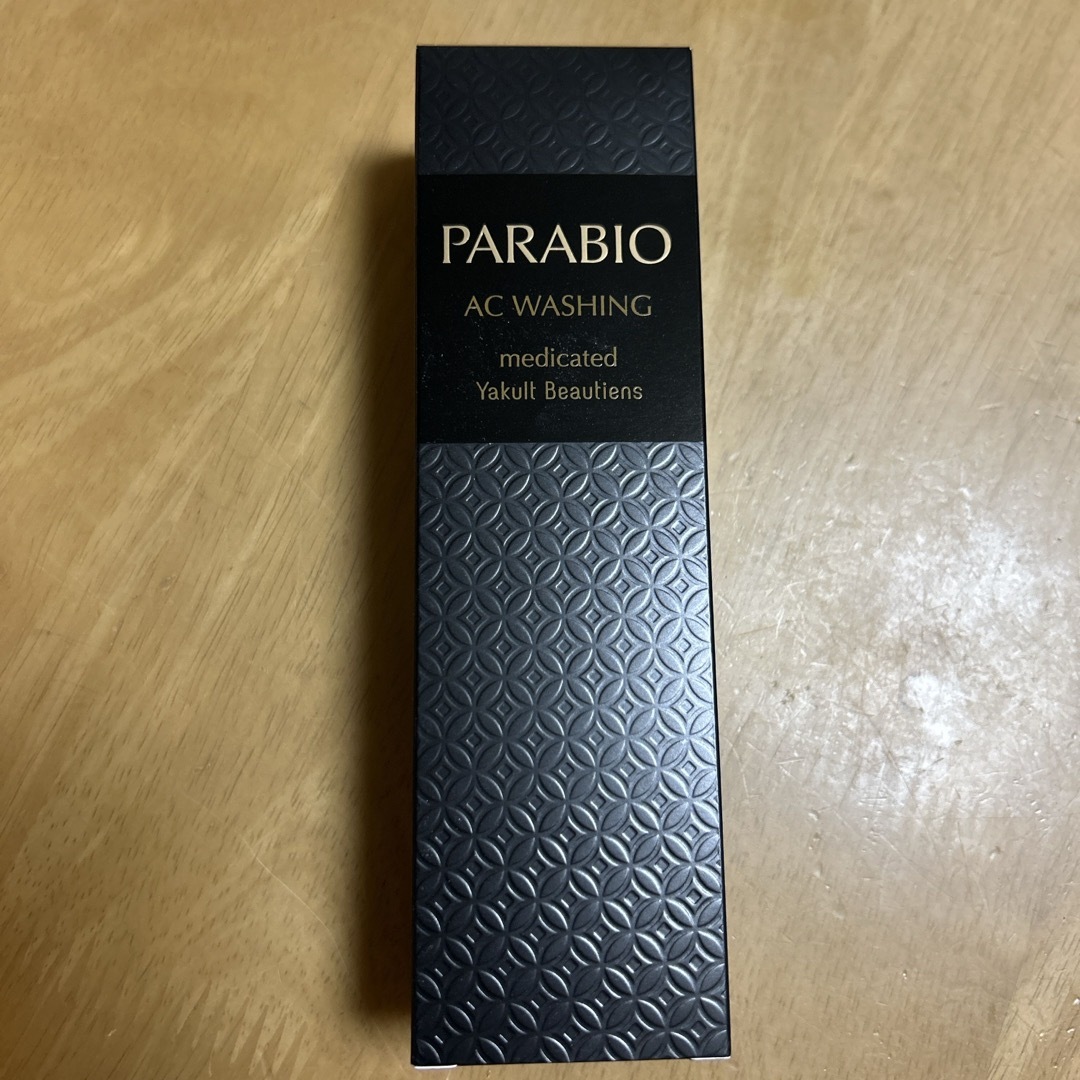 PARABIO
AC WASHING
medicated
Yakult Beautiens